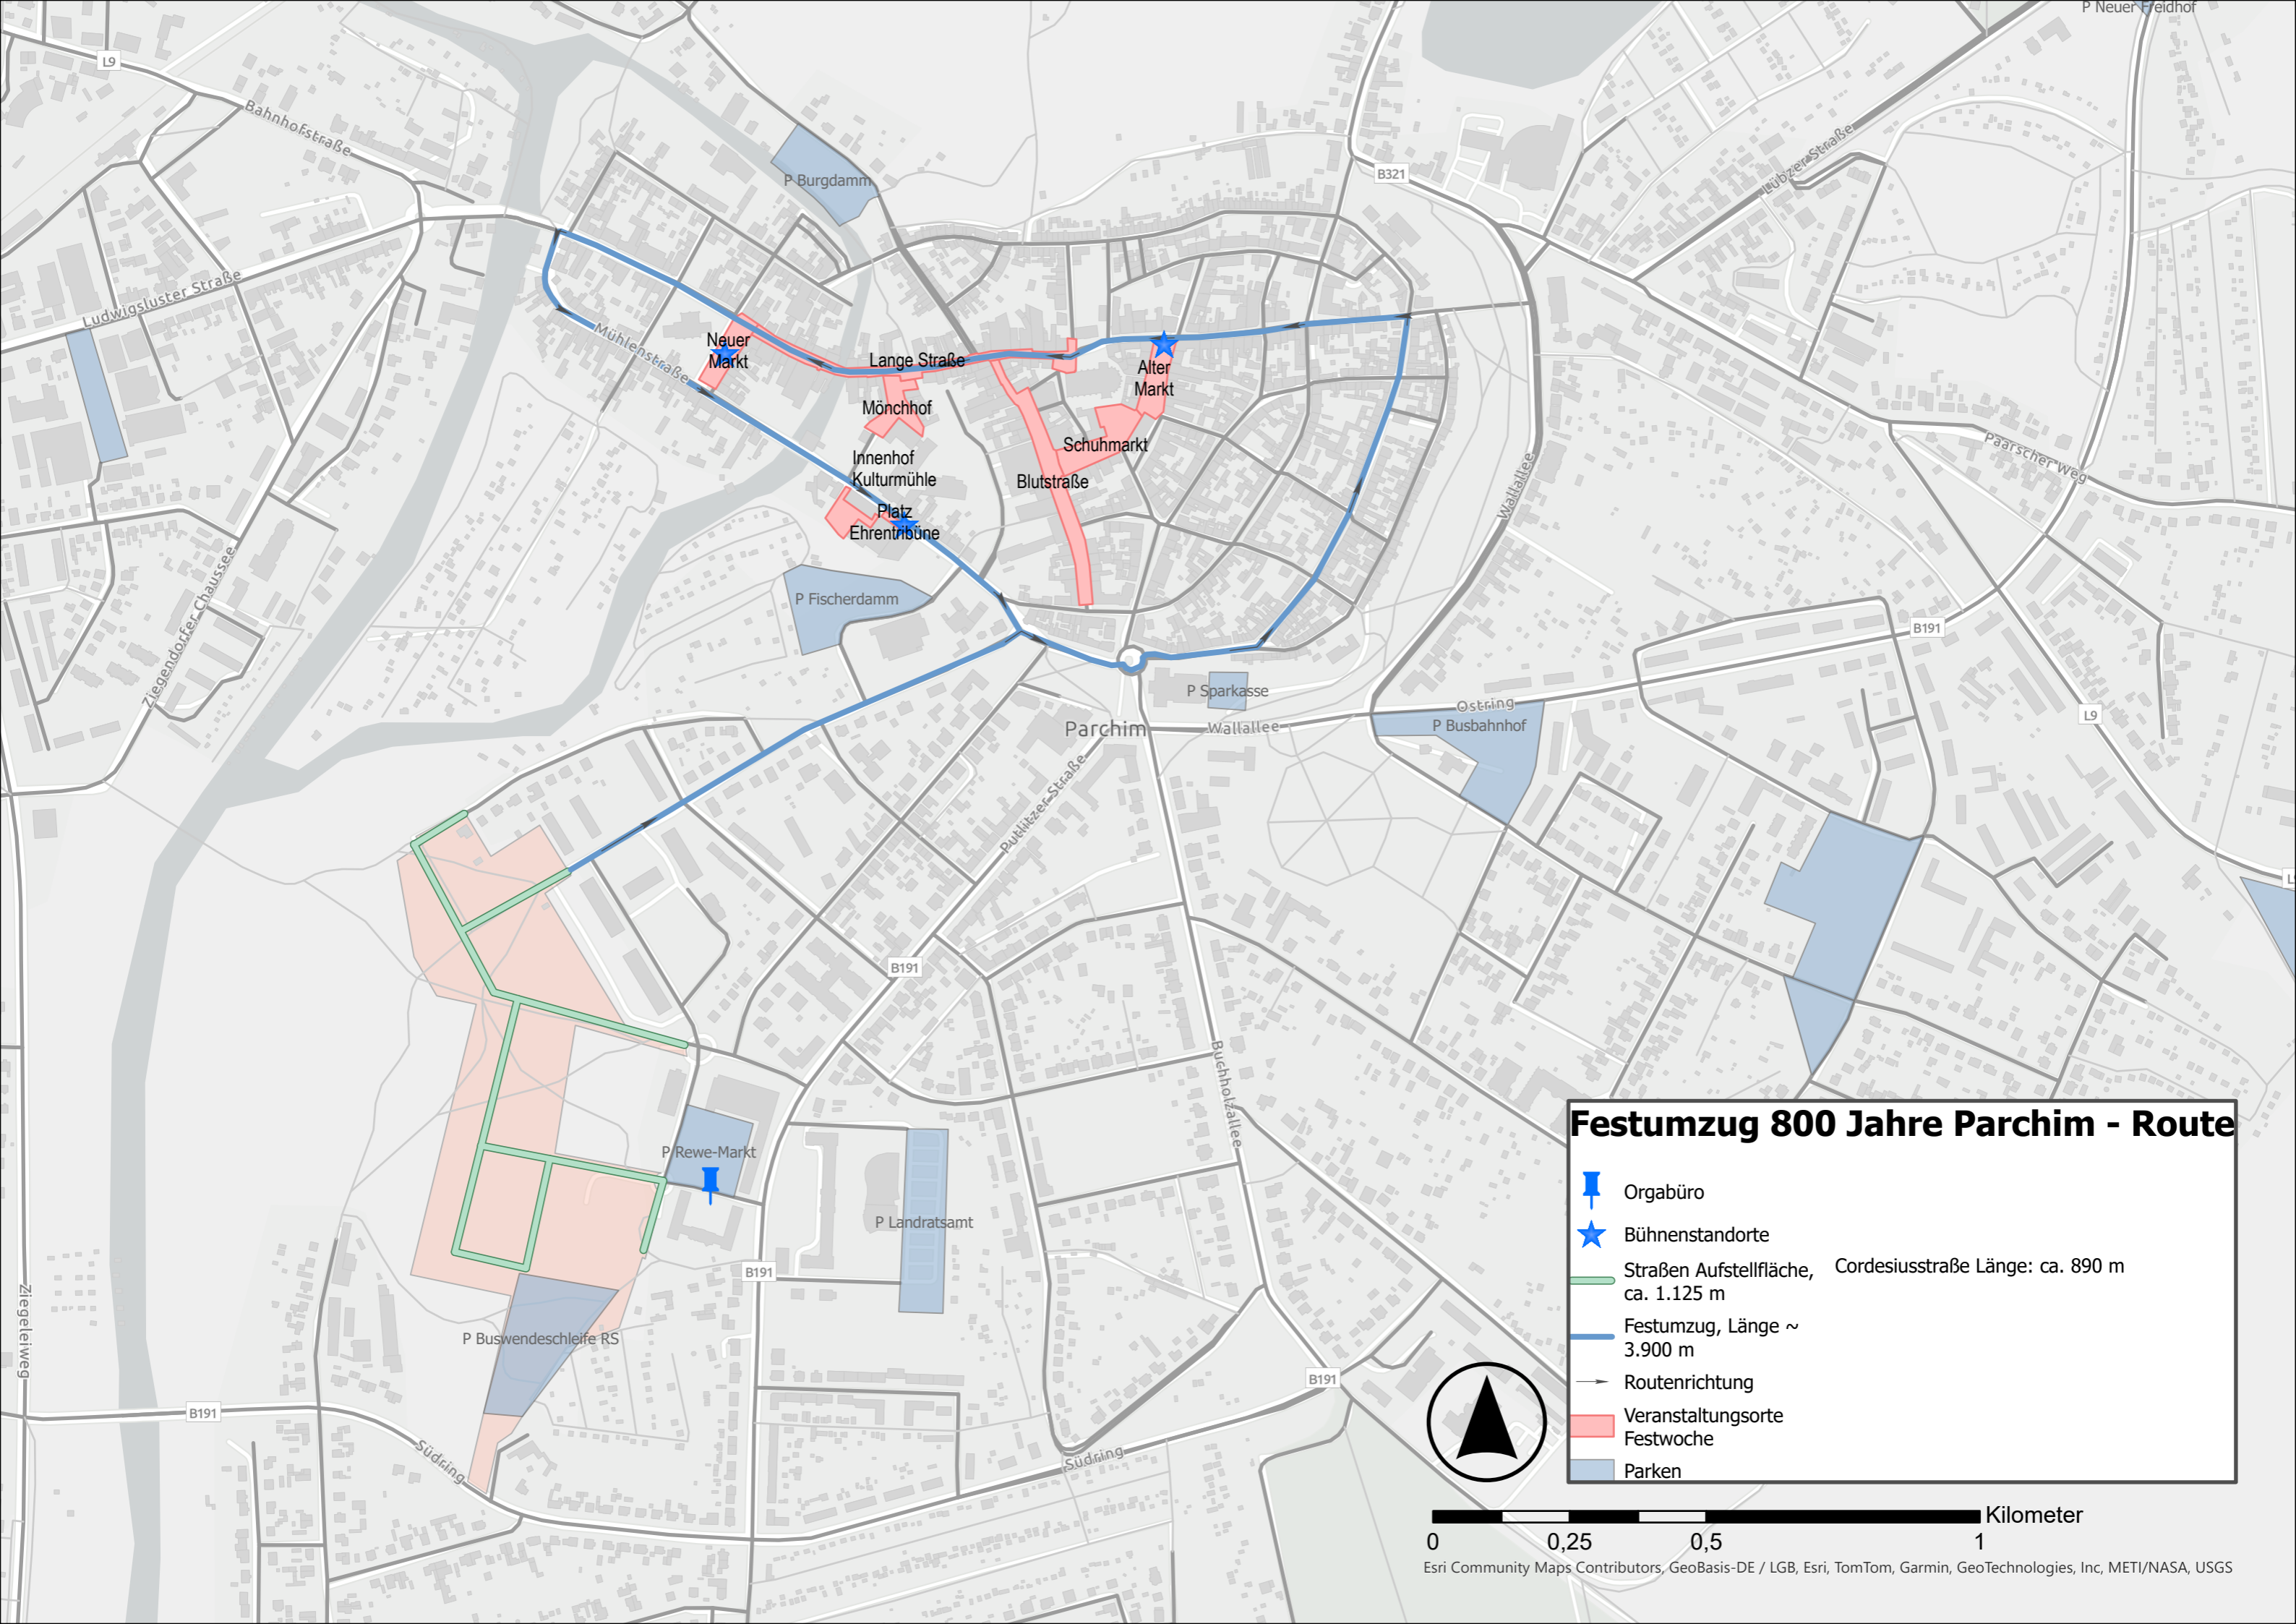 P Neuer Freidhof
L9
Bahnhofstraße
P Burgdamm
B321
Lübzer Straße
Ludwigsluster Straße
Mühlenstraße
Neuer
Markt
Lange Straße
Alter
Markt
Mönchhof
Schuhmarkt
Innenhof
Kulturmühle
Blutstraße
Platz
Ehrentribüne
Wallallee
Paarscher Weg
Ziegendorfer Chaussee
P Fischerdamm
B191
P Sparkasse
Ostring
P Busbahnhof
Parchim
Wallallee
L9
Putlitzer Straße
B191
Buchholzallee
P Rewe-Markt
P Landratsamt
B191
Ziegeleiweg
P Buswendeschleife RS
B191
B191
Südring
Südring
Festumzug 800 Jahre Parchim - Route
Orgabüro
Bühnenstandorte
Straßen Aufstellfläche,
ca. 1.125 m
Cordesiusstraße Länge: ca. 890 m
Festumzug, Länge ~
3.900 m
Routenrichtung
Veranstaltungsorte
Festwoche
Parken
Kilometer
0 0,25 0,5 1
Esri Community Maps Contributors, GeoBasis-DE / LGB, Esri, TomTom, Garmin, GeoTechnologies, Inc, METI/NASA, USGS